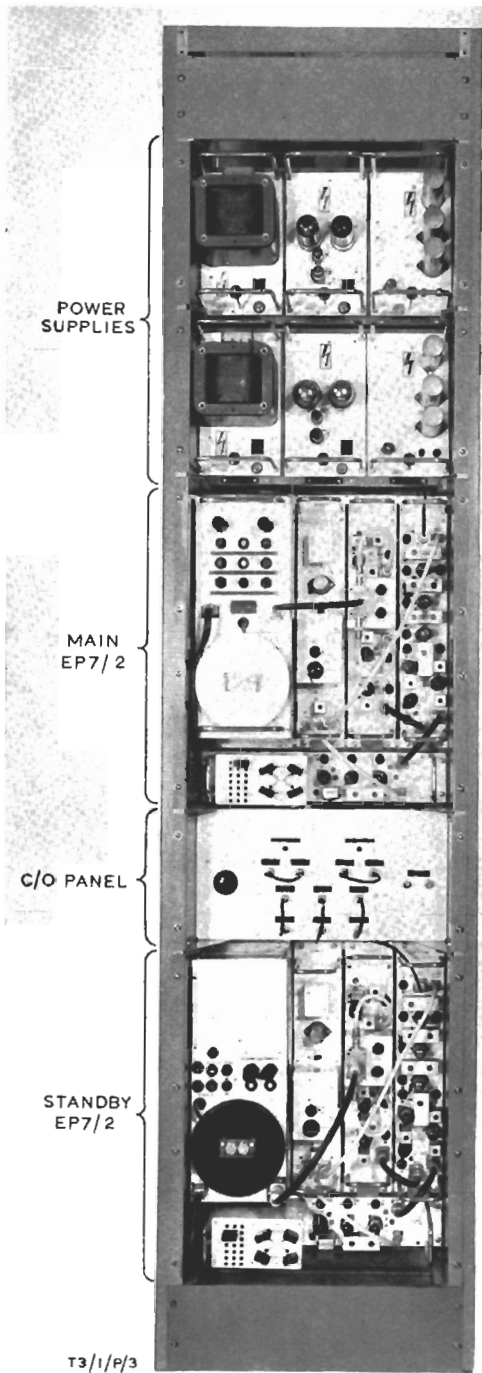 POWER
SUPPLIES
MAIN
EP7/2
C/O PANEL
STANDBY
EP7/2
T3/1/P/3